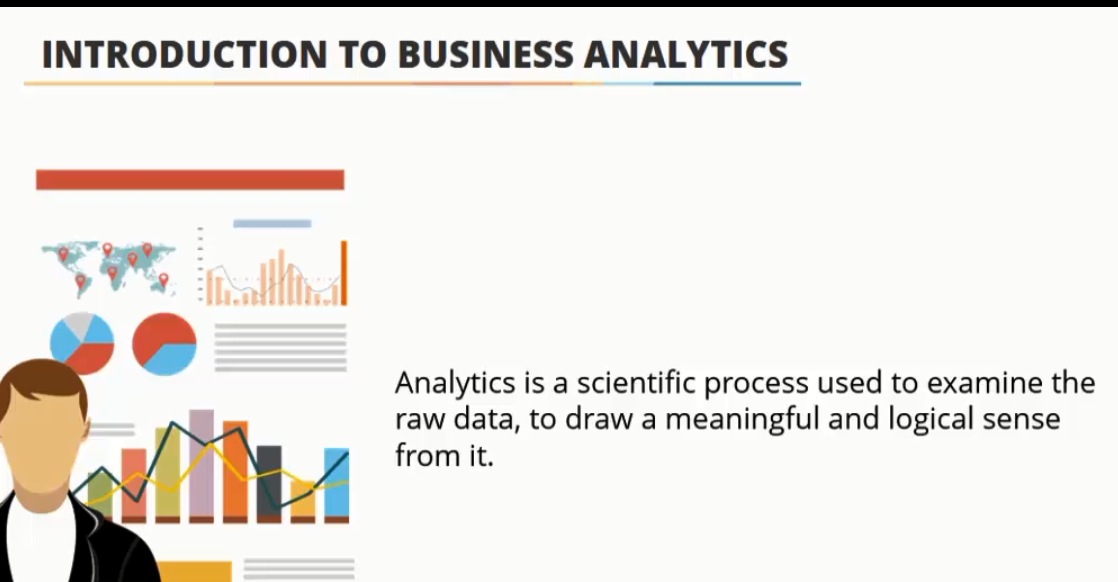 INTRODUCTION TO BUSINESS ANALYTICS
Analytics is a scientific process used to examine the
raw data, to draw a meaningful and logical sense
from it.